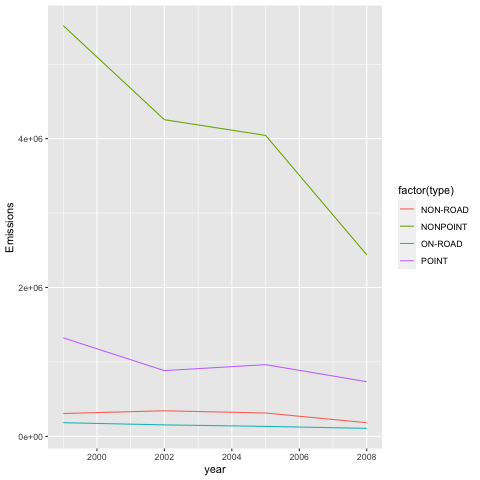 4e+06
2e+06
0e+00
Emissions
2000
2002
2004
2006
2008
year
factor(type)
NON-ROAD
NONPOINT
ON-ROAD
POINT